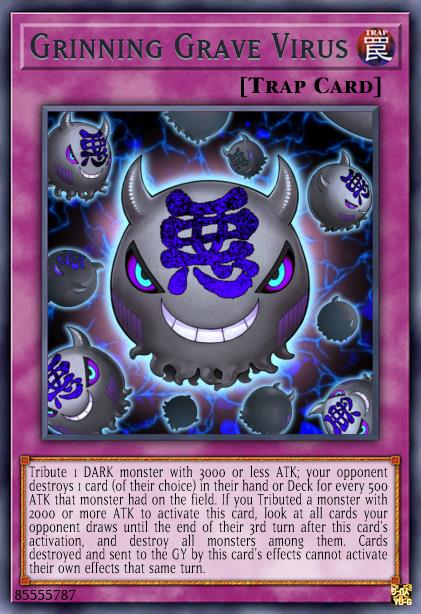 GRINNING GRAVE VIRUS
TRAP
罠
[TRAP CARD]
悪
Tribute 1 DARK monster with 3000 or less ATK; your opponent
destroys 1 card (of their choice) in their hand or Deck for every 500
ATK that monster had on the field. If you Tributed a monster with
2000 or more ATK to activate this card, look at all cards your
opponent draws until the end of their 3rd turn after this card's
activation, and destroy all monsters among them. Cards
destroyed and sent to the GY by this card's effects cannot activate
their own effects that same turn.
85555787